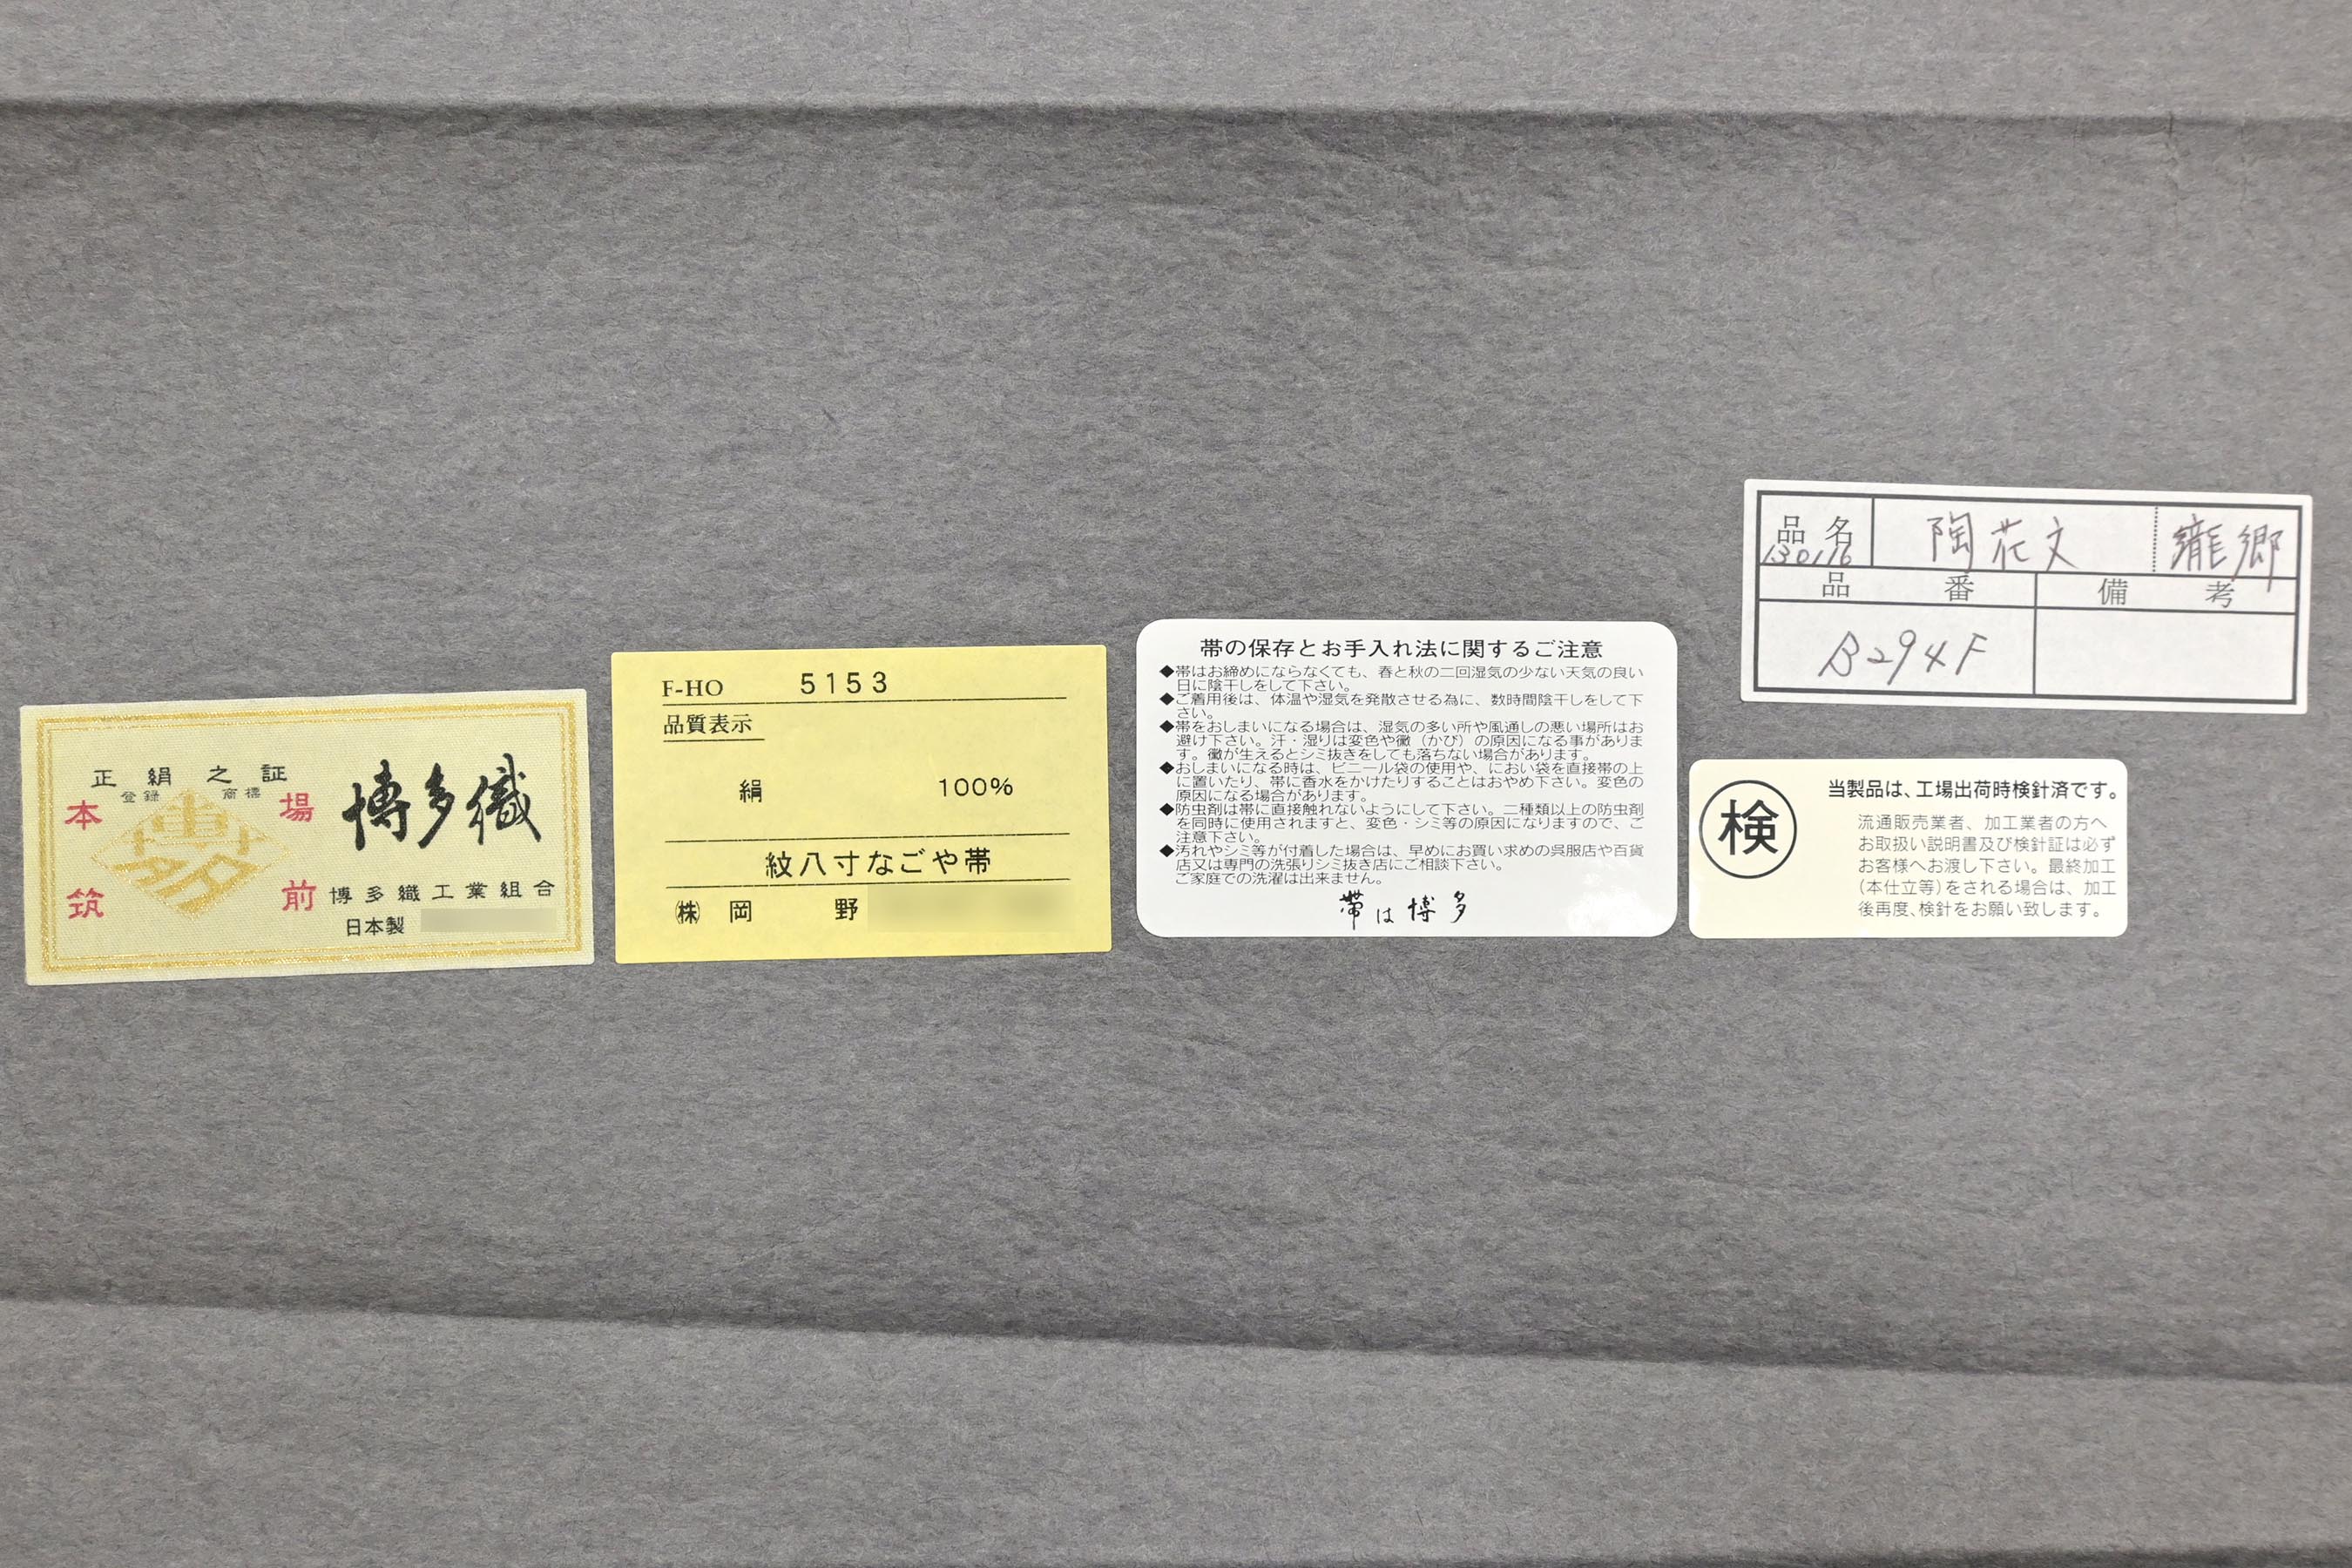 正絹之証
登録 商標
本場
筑前
博多
博多織
博多織工業組合
日本製
F-HO 5153
品質表示
絹 100%
紋八寸なごや帯
㈱ 岡 野
帯の保存とお手入れ法に関するご注意
◆帯はお締めにならなくても、春と秋の二回湿気の少ない天気の良い
日に陰干しをして下さい。
◆ご着用後は、体温や湿気を発散させる為に、数時間陰干しをして下
さい。
◆帯をおしまいになる場合は、湿気の多い所や風通しの悪い場所はお
避け下さい。汗・湿りは変色や黴(かび)の原因になる事がありま
す。黴が生えるとシミ抜きをしても落ちない場合があります。
◆おしまいになる時は、ビニール袋の使用や、におい袋を直接帯の上
に置いたり、帯に香水をかけたりすることはおやめ下さい。変色の
原因になる場合があります。
◆防虫剤は帯に直接触れないようにして下さい。二種類以上の防虫剤
を同時に使用されますと、変色・シミ等の原因になりますので、ご
注意下さい。
◆汚れやシミ等が付着した場合は、早めにお買い求めの呉服店や百貨
店又は専門の洗張りシミ抜き店にご相談下さい。
ご家庭での洗濯は出来ません。
帯は博多
品名 陶花文
130116
品番 備考
B294F
検
当製品は、工場出荷時検針済です。
流通販売業者、加工業者の方へ
お取扱い説明書及び検針証は必ず
お客様へお渡し下さい。最終加工
(本仕立等)をされる場合は、加工
後再度、検針をお願い致します。